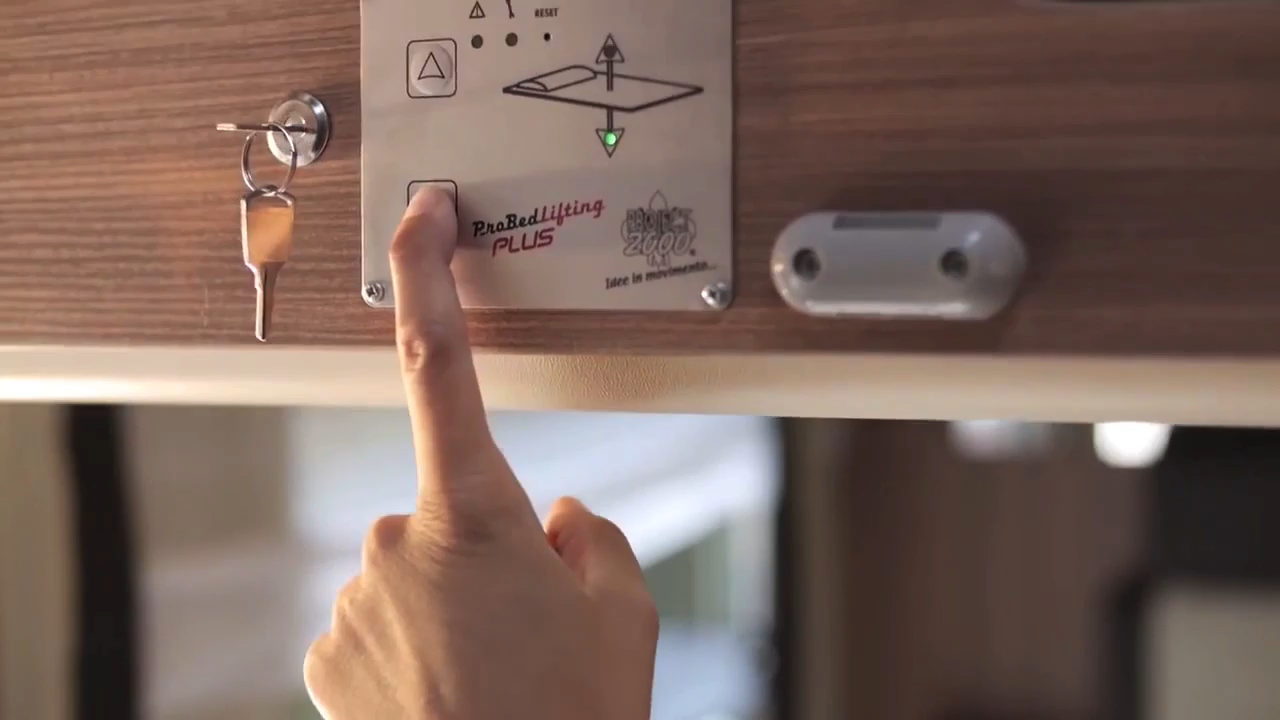 RESET
ProBedLifting
PLUS
PROJECT
2000®
Idee in movimento...